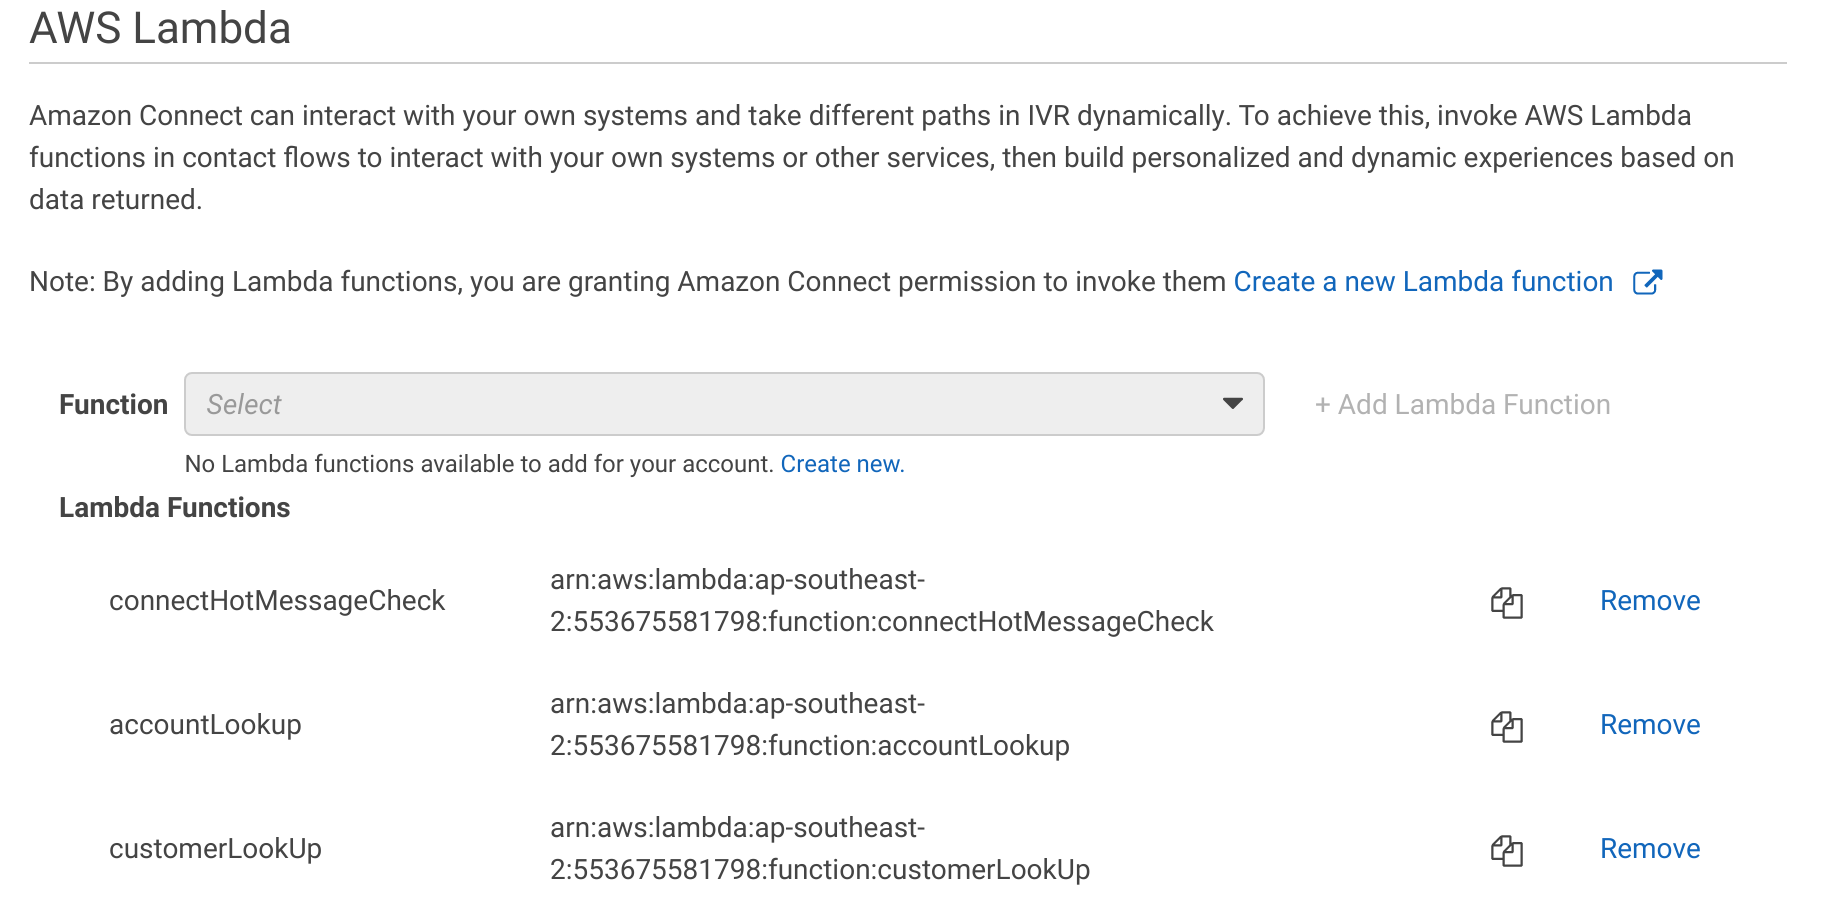 AWS Lambda
Amazon Connect can interact with your own systems and take different paths in IVR dynamically. To achieve this, invoke AWS Lambda
functions in contact flows to interact with your own systems or other services, then build personalized and dynamic experiences based on
data returned.
Note: By adding Lambda functions, you are granting Amazon Connect permission to invoke them Create a new Lambda function
Function Select + Add Lambda Function
No Lambda functions available to add for your account. Create new.
Lambda Functions
connectHotMessageCheck
arn:aws:lambda:ap-southeast-
2:553675581798:function:connectHotMessageCheck
Remove
accountLookup
arn:aws:lambda:ap-southeast-
2:553675581798:function:accountLookup
Remove
customerLookUp
arn:aws:lambda:ap-southeast-
2:553675581798:function:customerLookUp
Remove